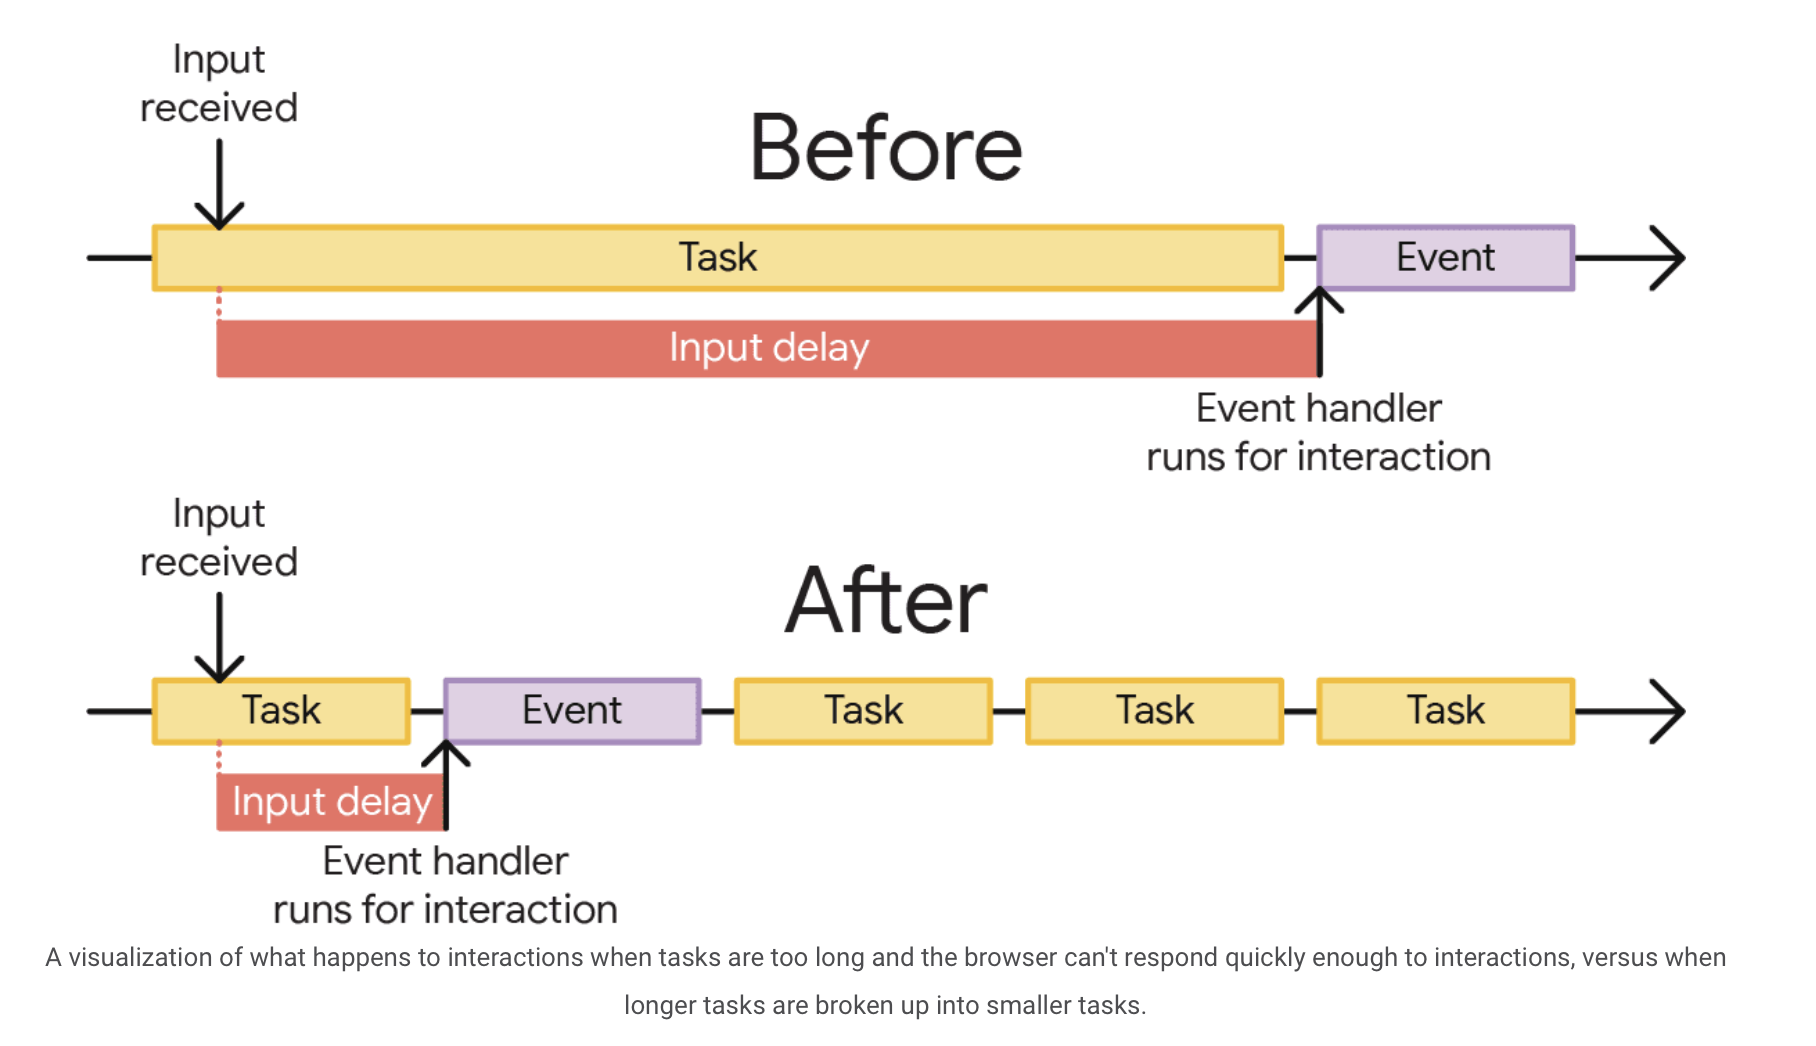 Input
received
Before
Task
Event
Input delay
Event handler
runs for interaction
Input
received
After
Task
Event
Task
Task
Task
Input delay
Event handler
runs for interaction
A visualization of what happens to interactions when tasks are too long and the browser can't respond quickly enough to interactions, versus when
longer tasks are broken up into smaller tasks.